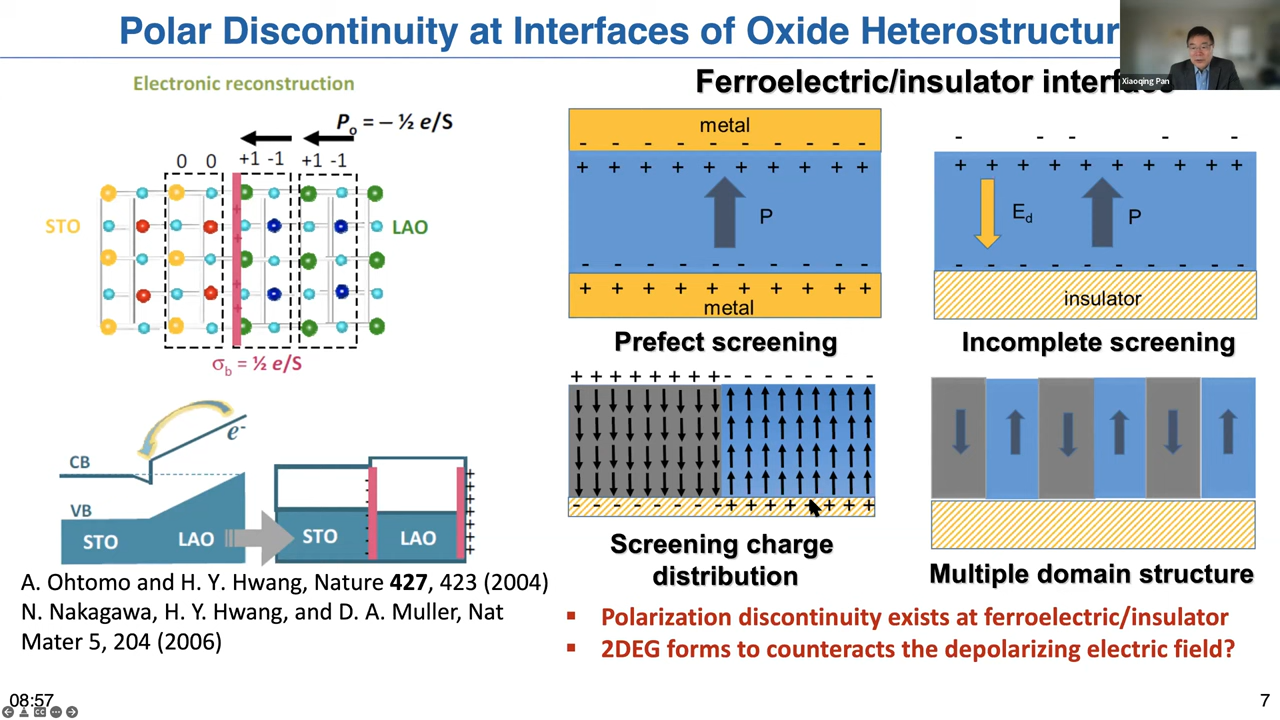 Polar Discontinuity at Interfaces of Oxide Heterostructur
Xiaoqing Pan
Electronic reconstruction
Ferroelectric/insulator interface
Po = – ½ e/S
0 0 +1 -1 +1 -1
STO
LAO
σb = ½ e/S
metal
- - - - - - - - - -
+ + + + + + + + + +
P
- - - - - - - - - -
+ + + + + + + + + +
metal
Prefect screening
- - - - -
+ + + + + + + + + +
Ed
P
- - - - - - - - - -
insulator
Incomplete screening
e-
CB
VB
STO
LAO
STO
LAO
+ + + + + + + + + - - - - - - - -
- - - - - - - - - + + + + + + + +
Screening charge
distribution
Multiple domain structure
A. Ohtomo and H. Y. Hwang, Nature 427, 423 (2004)
N. Nakagawa, H. Y. Hwang, and D. A. Muller, Nat
Mater 5, 204 (2006)
▪ Polarization discontinuity exists at ferroelectric/insulator
▪ 2DEG forms to counteracts the depolarizing electric field?
08:57
7